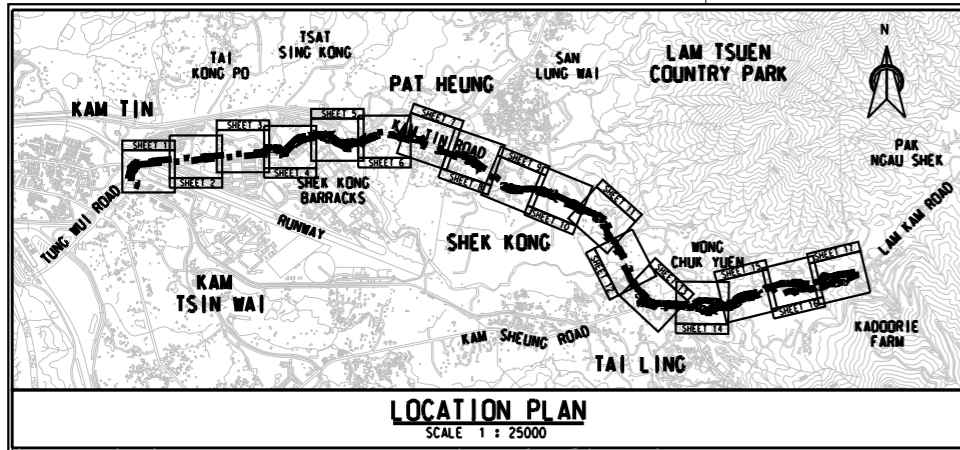 TSAT
SING KONG
TAI
KONG PO
SAN
LUNG WAI
LAM TSUEN
COUNTRY PARK
N
PAT HEUNG
KAM TIN
SHEET 1
SHEET 2
SHEET 3
SHEET 4
SHEET 5
SHEET 6
SHEET 7
KAM TIN ROAD
SHEET 8
SHEET 9
SHEET 10
PAK
NGAU SHEK
SHEK KONG
BARRACKS
TUNG WUI ROAD
RUNWAY
SHEK KONG
LAM KAM ROAD
WONG
CHUK YUEN
SHEET 12
SHEET 14
SHEET 15
SHEET 16
SHEET 17
KAM
TSIN WAI
KAM SHEUNG ROAD
TAI LING
KADOORIE
FARM
LOCATION PLAN
SCALE 1 : 25000